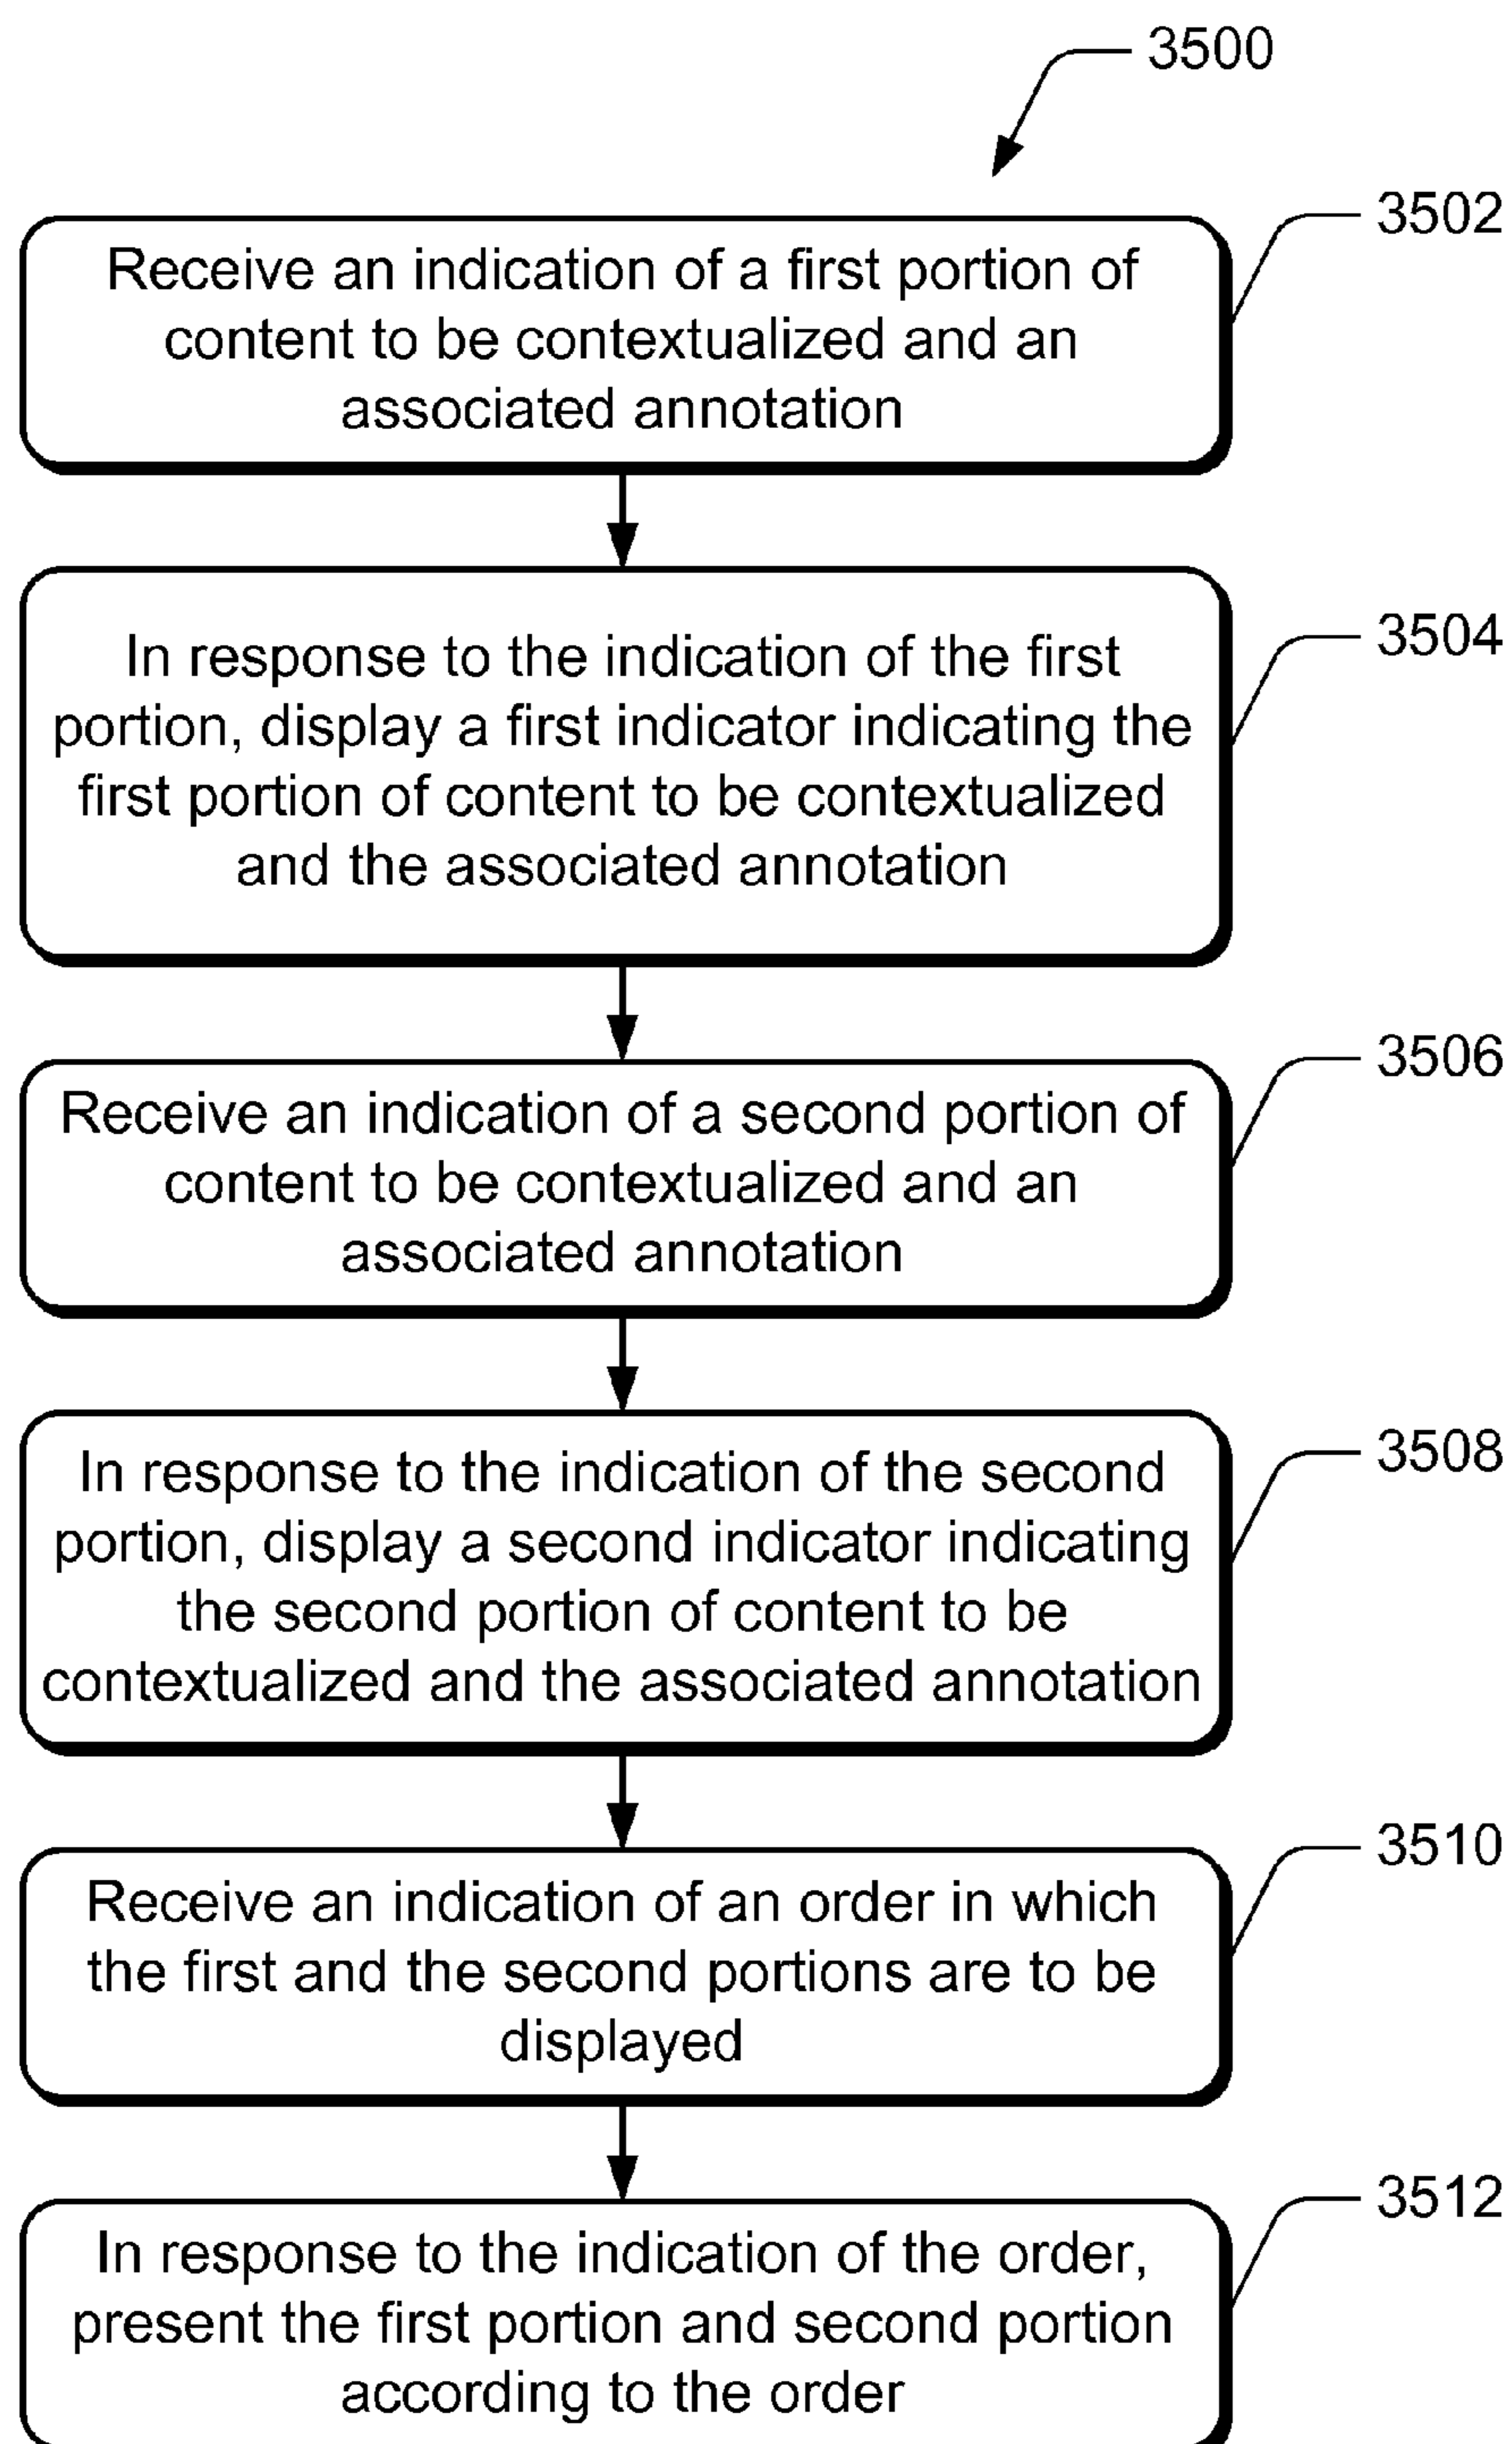 3500
3502
Receive an indication of a first portion of
content to be contextualized and an
associated annotation
3504
In response to the indication of the first
portion, display a first indicator indicating the
first portion of content to be contextualized
and the associated annotation
3506
Receive an indication of a second portion of
content to be contextualized and an
associated annotation
3508
In response to the indication of the second
portion, display a second indicator indicating
the second portion of content to be
contextualized and the associated annotation
3510
Receive an indication of an order in which
the first and the second portions are to be
displayed
3512
In response to the indication of the order,
present the first portion and second portion
according to the order